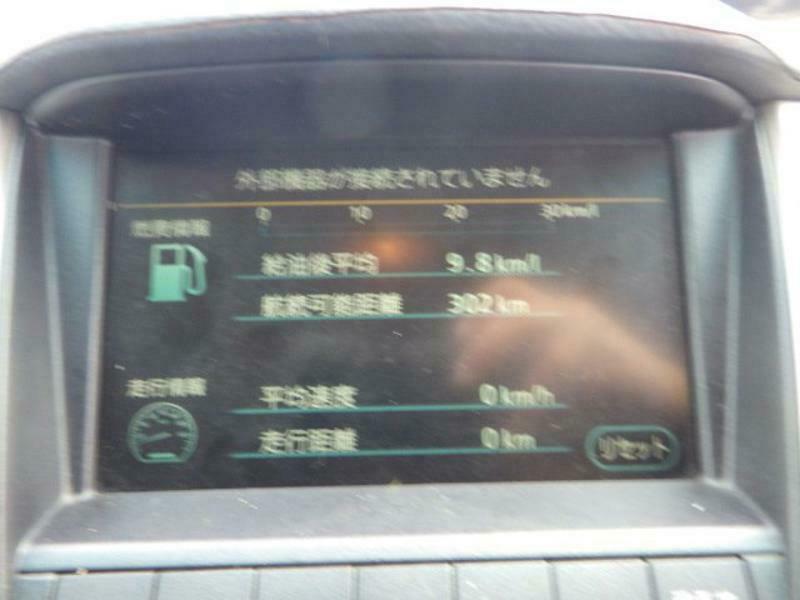 外部機器が接続されていません
0 10 20 30km/l
燃費情報
給油後平均 9.8km/l
航続可能距離 302km
走行情報
平均速度 0km/h
走行距離 0km
リセット